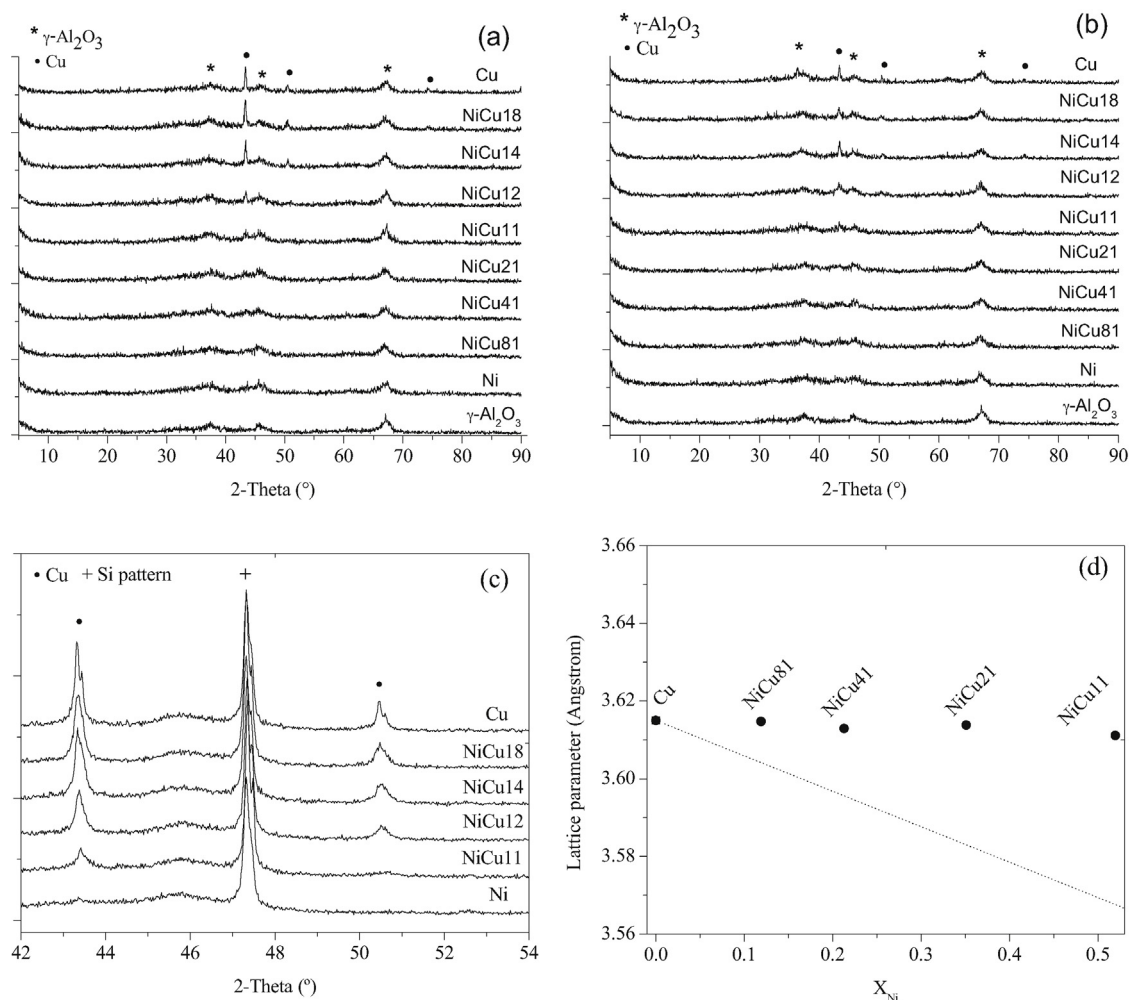 * γ-Al2O3
• Cu
(a)
Cu
NiCu18
NiCu14
NiCu12
NiCu11
NiCu21
NiCu41
NiCu81
Ni
γ-Al2O3
10 20 30 40 50 60 70 80 90
2-Theta (°)
* γ-Al2O3
• Cu
(b)
Cu
NiCu18
NiCu14
NiCu12
NiCu11
NiCu21
NiCu41
NiCu81
Ni
γ-Al2O3
10 20 30 40 50 60 70 80 90
2-Theta (°)
• Cu + Si pattern
(c)
Cu
NiCu18
NiCu14
NiCu12
NiCu11
Ni
42 44 46 48 50 52 54
2-Theta (º)
(d)
Lattice parameter (Angstrom)
3.66
3.64
3.62
3.60
3.58
3.56
Cu
NiCu81
NiCu41
NiCu21
NiCu11
0.0 0.1 0.2 0.3 0.4 0.5
XNi